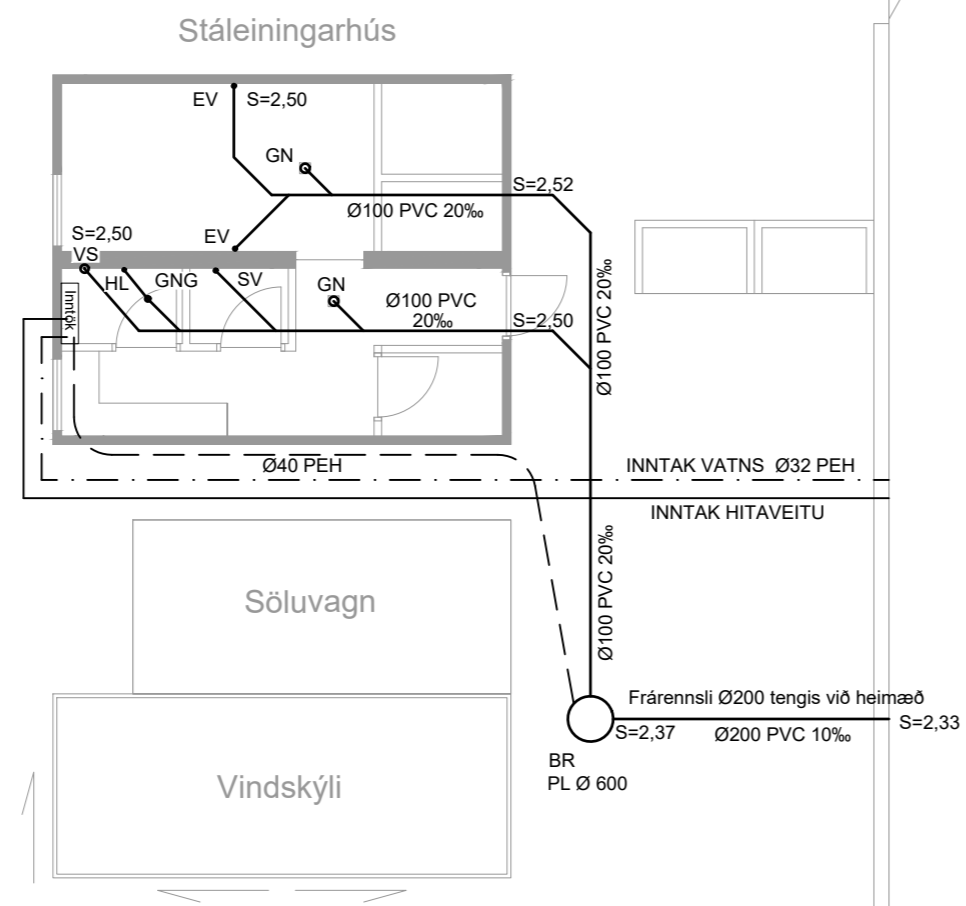 Stáleiningarhús
EV
S=2,50
GN
S=2,52
Ø100 PVC 20‰
EV
S=2,50
VS
HL
GNG
SV
GN
Ø100 PVC
20‰
S=2,50
Ø100 PVC 20‰
Inntök
Ø40 PEH
INNTAK VATNS Ø32 PEH
INNTAK HITAVEITU
Ø100 PVC 20‰
Söluvagn
Frárennsli Ø200 tengis við heimæð
S=2,37
Ø200 PVC 10‰
S=2,33
BR
PL Ø 600
Vindskýli